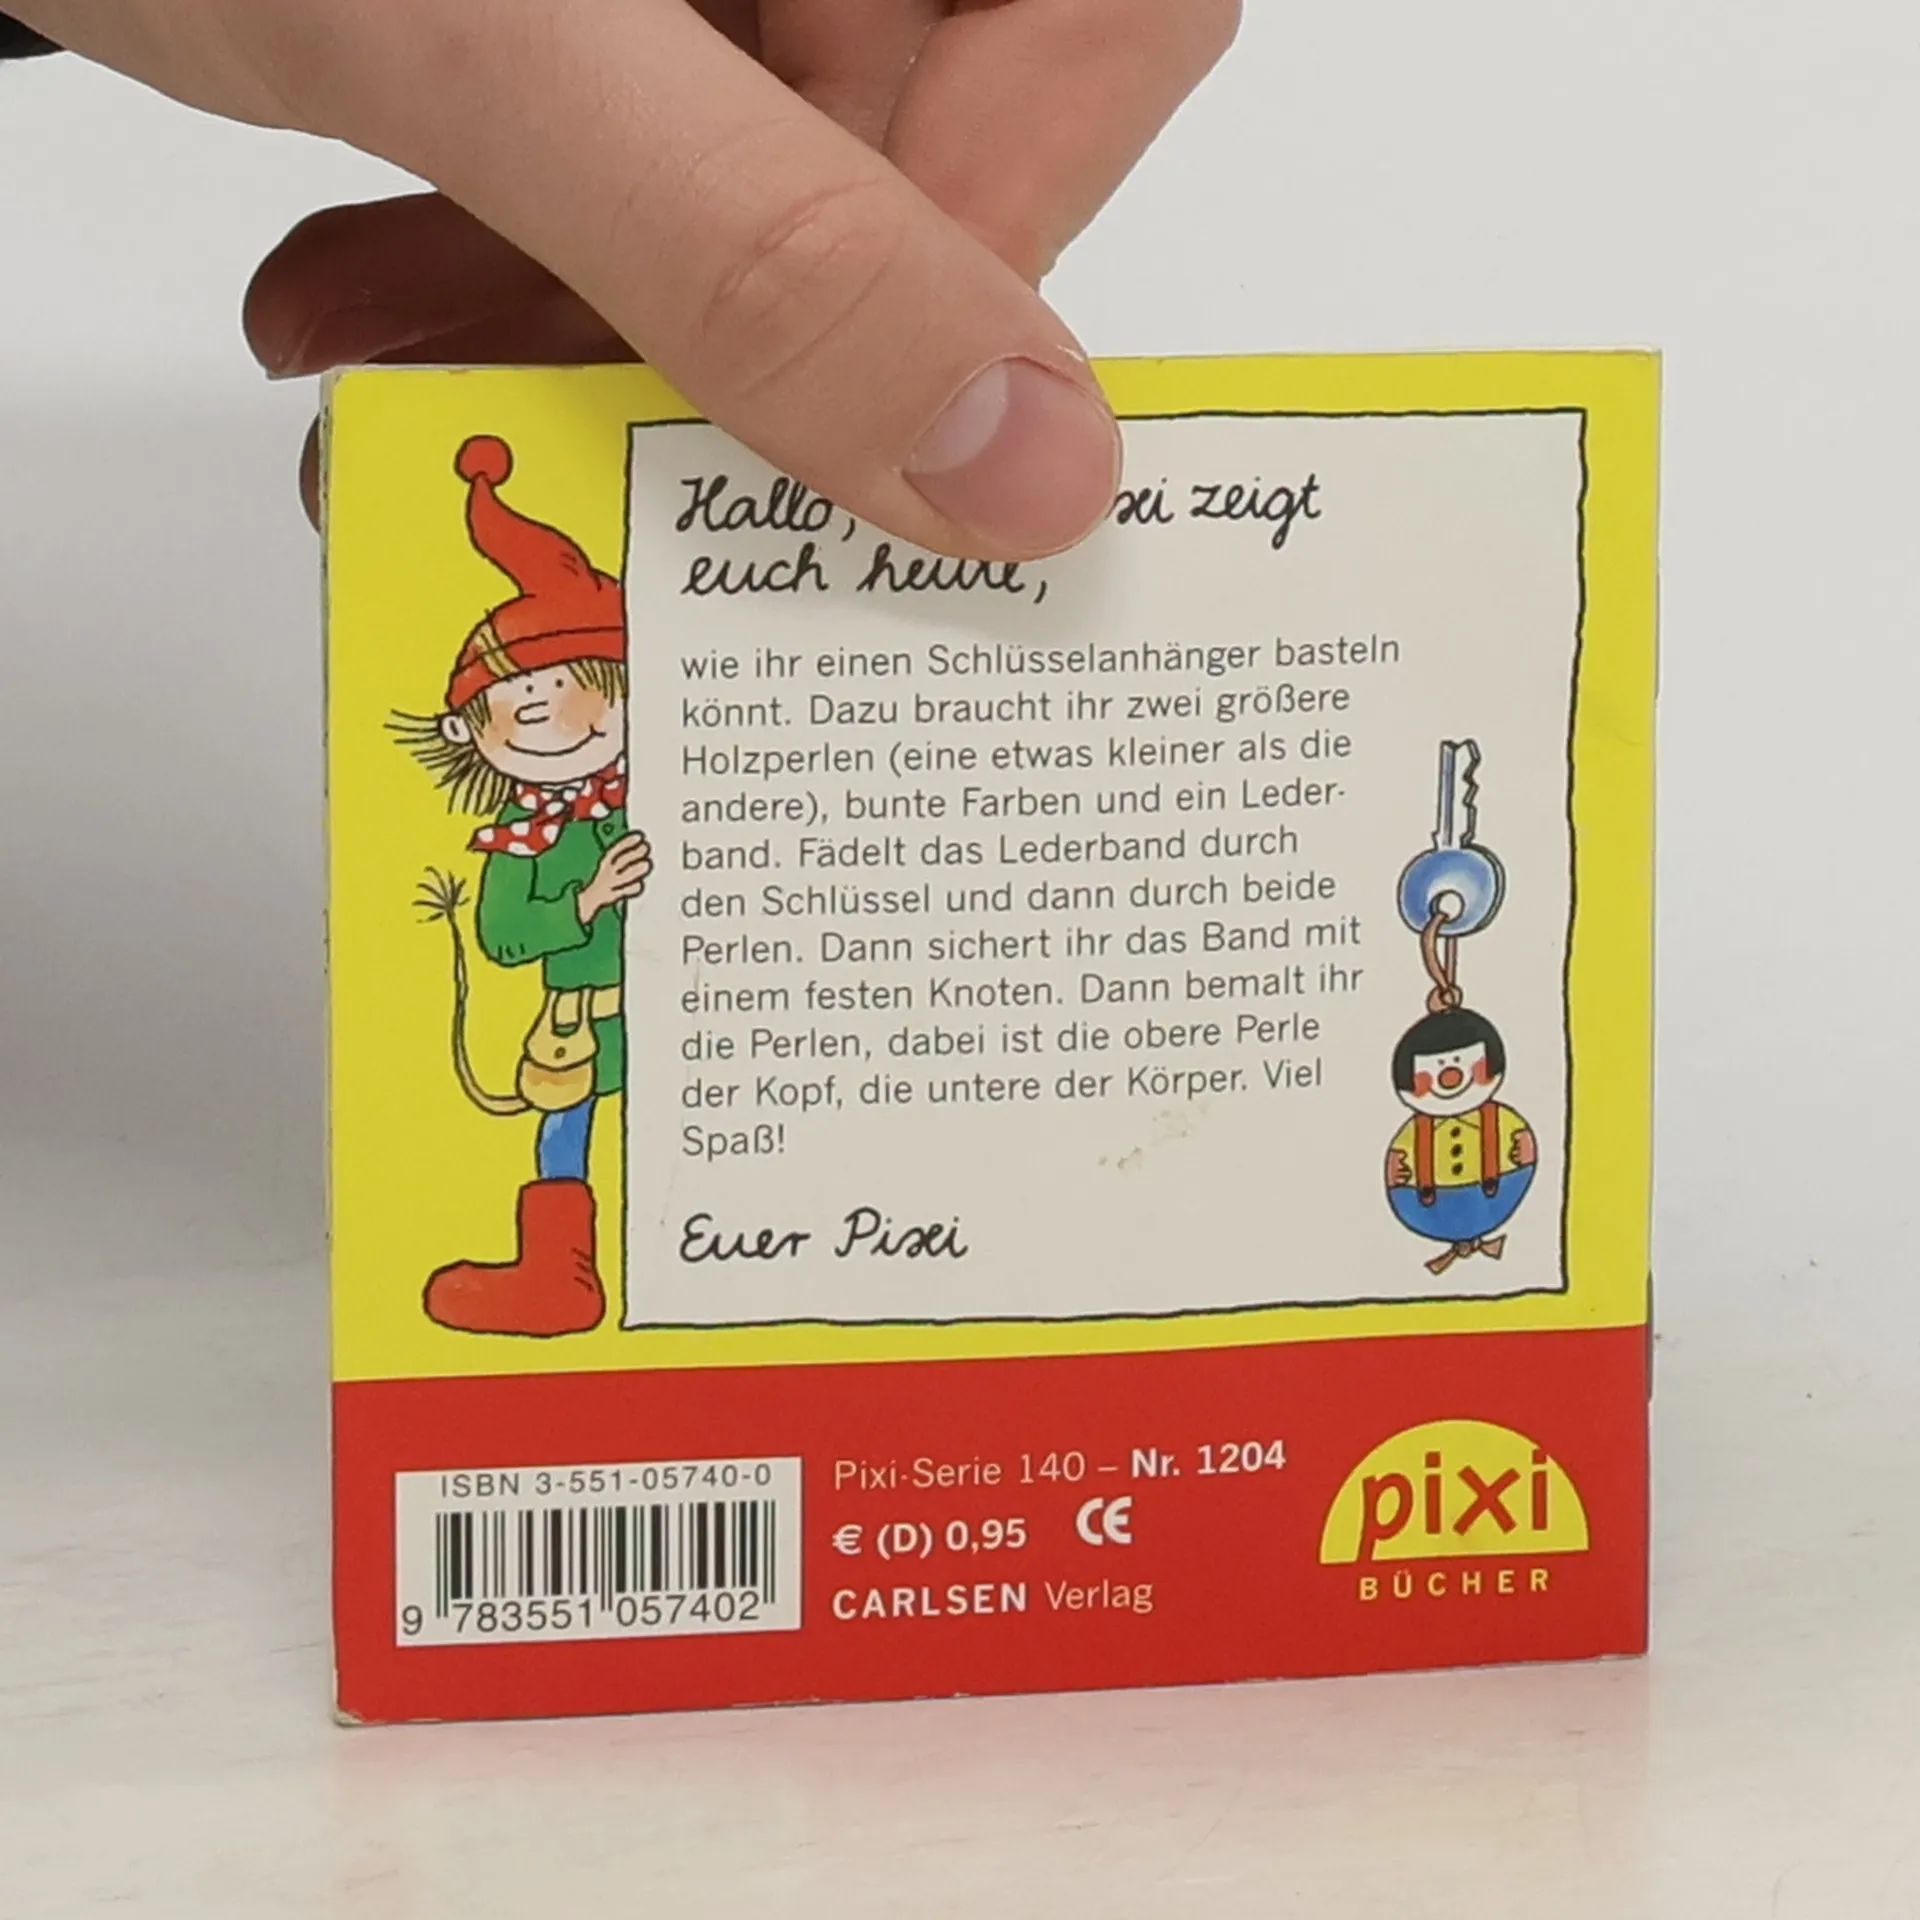 Hallo, zeigt
euch heute,
wie ihr einen Schlüsselanhänger basteln
könnt. Dazu braucht ihr zwei größere
Holzperlen (eine etwas kleiner als die
andere), bunte Farben und ein Leder-
band. Fädelt das Lederband durch
den Schlüssel und dann durch beide
Perlen. Dann sichert ihr das Band mit
einem festen Knoten. Dann bemalt ihr
die Perlen, dabei ist die obere Perle
der Kopf, die untere der Körper. Viel
Spaß!
Euer Pixi
ISBN 3-551-05740-0
9 783551 057402
Pixi-Serie 140 – Nr. 1204
€ (D) 0,95 CE
CARLSEN Verlag
pixi
BÜCHER